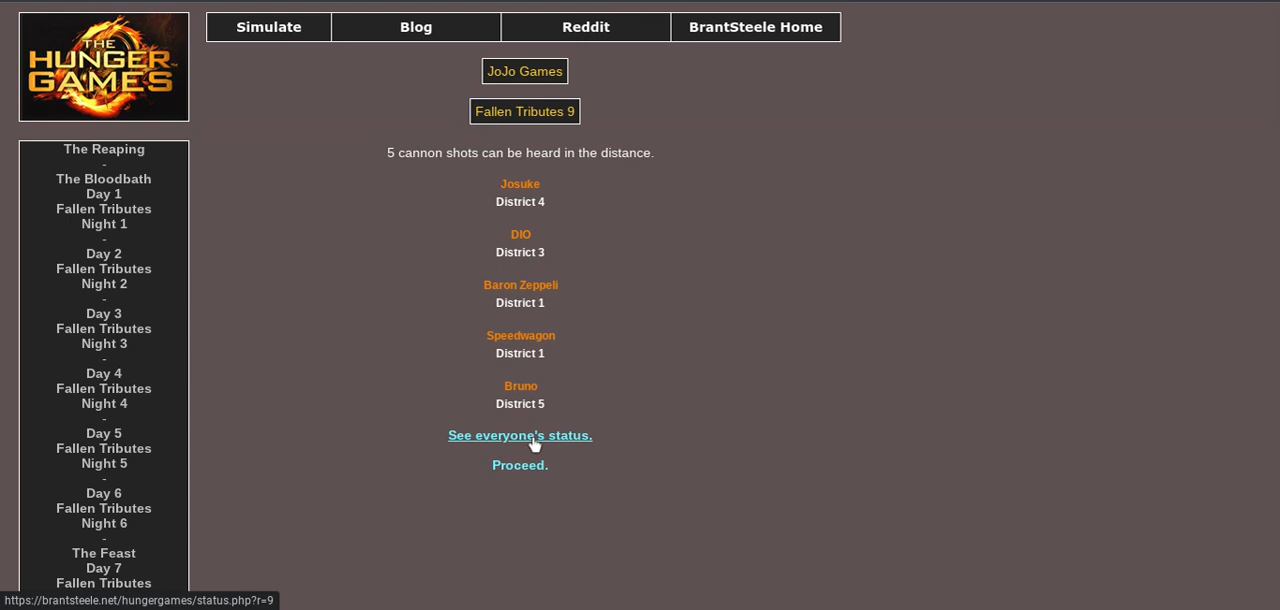 THE
HUNGER
GAMES
Simulate
Blog
Reddit
BrantSteele Home
JoJo Games
Fallen Tributes 9
5 cannon shots can be heard in the distance.
Josuke
District 4
DIO
District 3
Baron Zeppeli
District 1
Speedwagon
District 1
Bruno
District 5
See everyone's status.
Proceed.
The Reaping
-
The Bloodbath
Day 1
Fallen Tributes
Night 1
-
Day 2
Fallen Tributes
Night 2
-
Day 3
Fallen Tributes
Night 3
-
Day 4
Fallen Tributes
Night 4
-
Day 5
Fallen Tributes
Night 5
-
Day 6
Fallen Tributes
Night 6
-
The Feast
Day 7
Fallen Tributes
https://brantsteele.net/hungergames/status.php?r=9